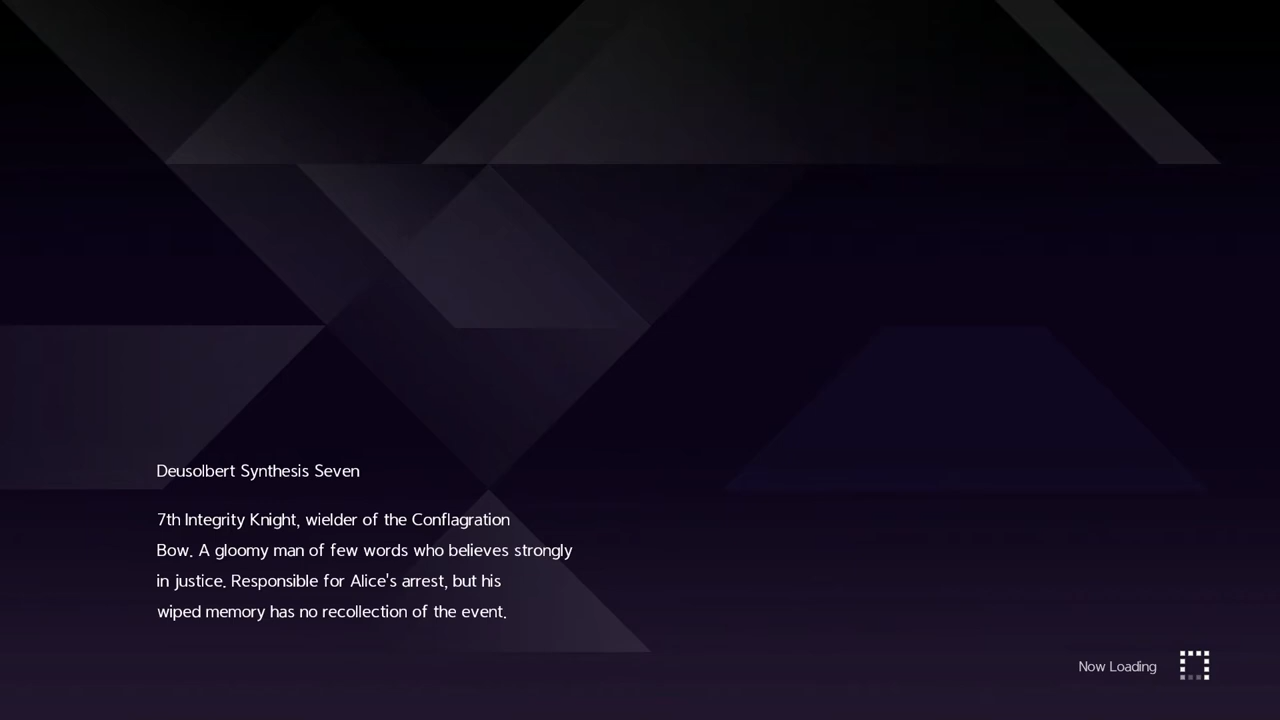 Deusolbert Synthesis Seven
7th Integrity Knight, wielder of the Conflagration
Bow. A gloomy man of few words who believes strongly
in justice. Responsible for Alice's arrest, but his
wiped memory has no recollection of the event.
Now Loading